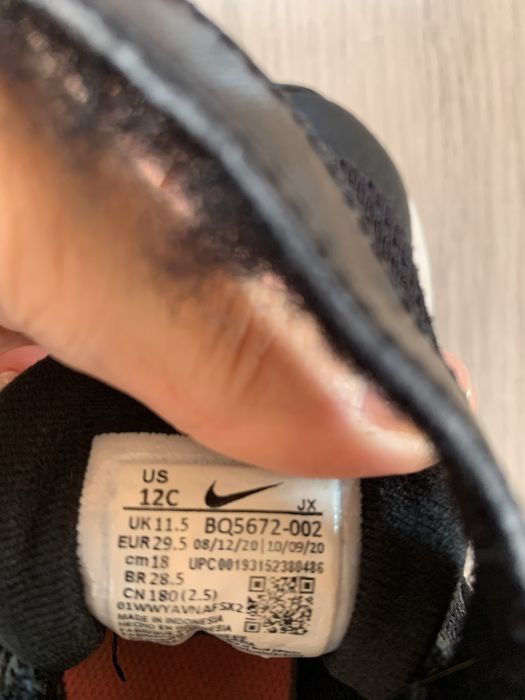 US
12C
JX
UK 11.5 BQ5672-002
EUR 29.5 08/12/20 | 10/09/20
cm 18 UPC 00193152380486
BR 28.5
CN 180 (2.5)
MADE IN INDONESIA